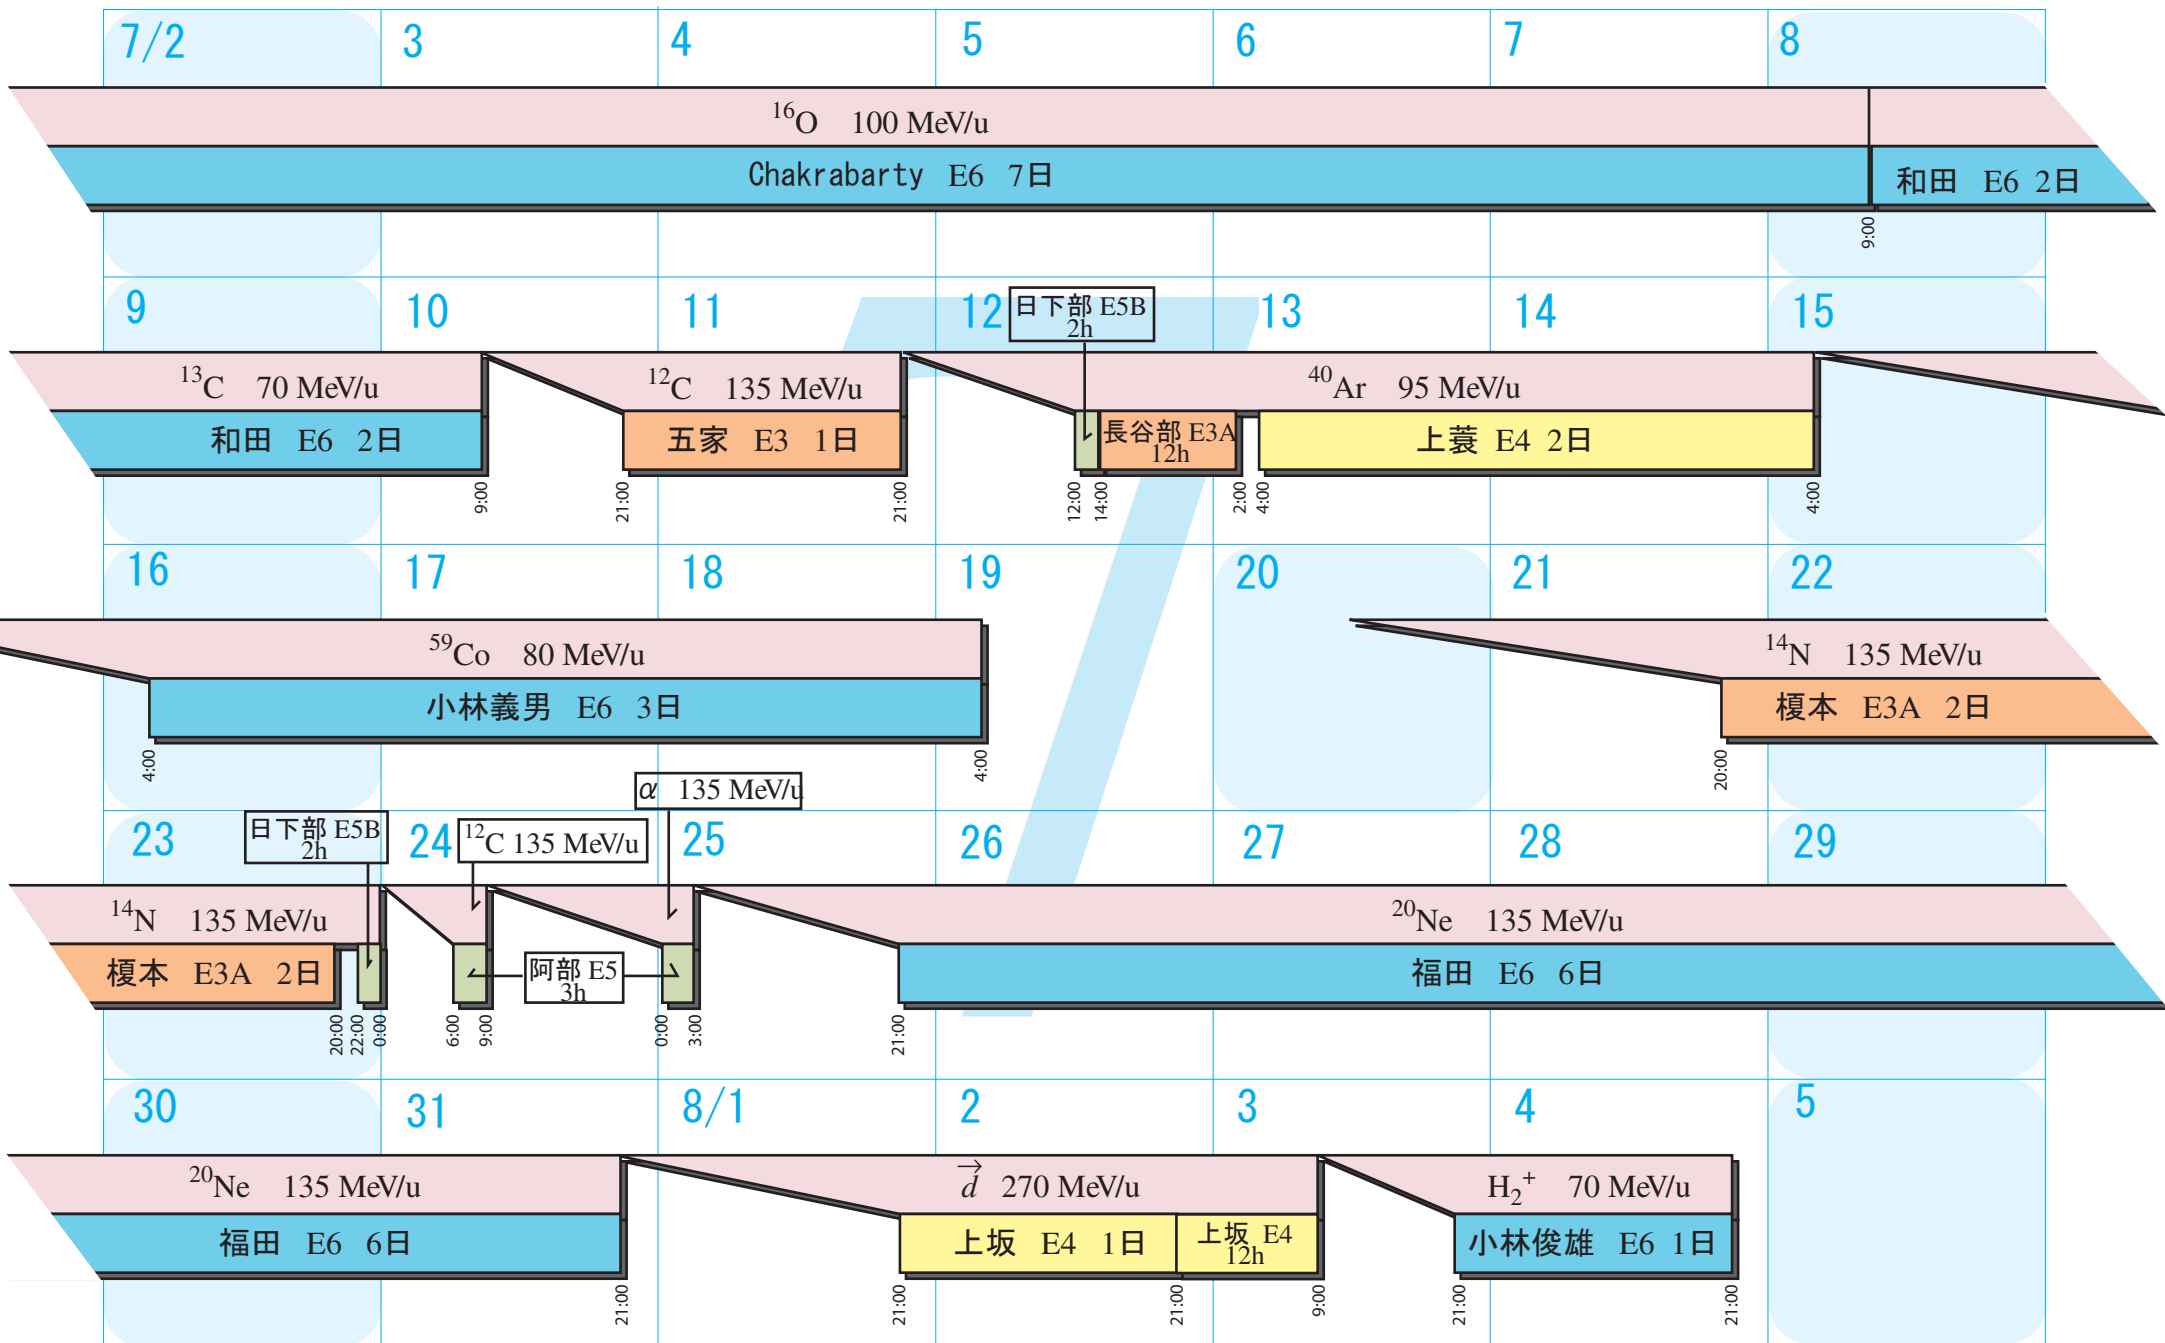 7/2
3
4
5
6
7
8
16O 100 MeV/u
Chakrabarty E6 7日
和田 E6 2日
9:00
9
10
11
12
13
14
15
日下部 E5B
2h
13C 70 MeV/u
12C 135 MeV/u
40Ar 95 MeV/u
和田 E6 2日
五家 E3 1日
長谷部 E3A
12h
上蓑 E4 2日
9:00
21:00
21:00
12:00
14:00
2:00
4:00
4:00
7
16
17
18
19
20
21
22
59Co 80 MeV/u
14N 135 MeV/u
小林義男 E6 3日
榎本 E3A 2日
4:00
4:00
20:00
23
24
25
26
27
28
29
日下部 E5B
2h
12C 135 MeV/u
α 135 MeV/u
14N 135 MeV/u
20Ne 135 MeV/u
榎本 E3A 2日
阿部 E5
3h
福田 E6 6日
20:00
22:00
0:00
6:00
9:00
0:00
3:00
21:00
30
31
8/1
2
3
4
5
20Ne 135 MeV/u
d→ 270 MeV/u
H2+ 70 MeV/u
福田 E6 6日
上坂 E4 1日
上坂 E4
12h
小林俊雄 E6 1日
21:00
21:00
21:00
9:00
21:00
21:00